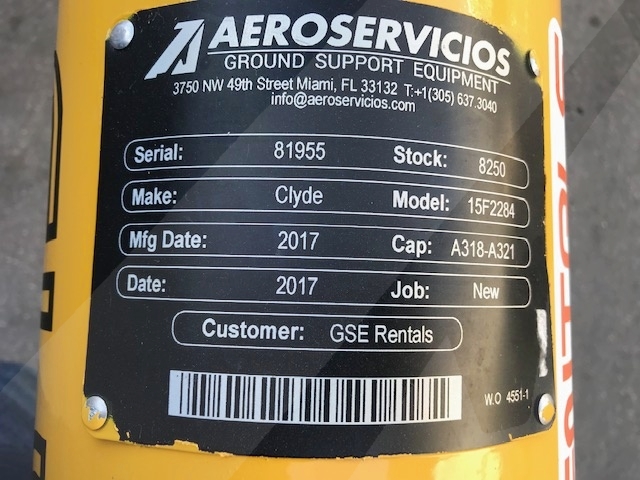 AEROSERVICIOS
GROUND SUPPORT EQUIPMENT
3750 NW 49th Street Miami, FL 33132 T:+1(305) 637.3040
info@aeroservicios.com
Serial: 81955 Stock: 8250
Make: Clyde Model: 15F2284
Mfg Date: 2017 Cap: A318-A321
Date: 2017 Job: New
Customer: GSE Rentals
W.O 4551-1